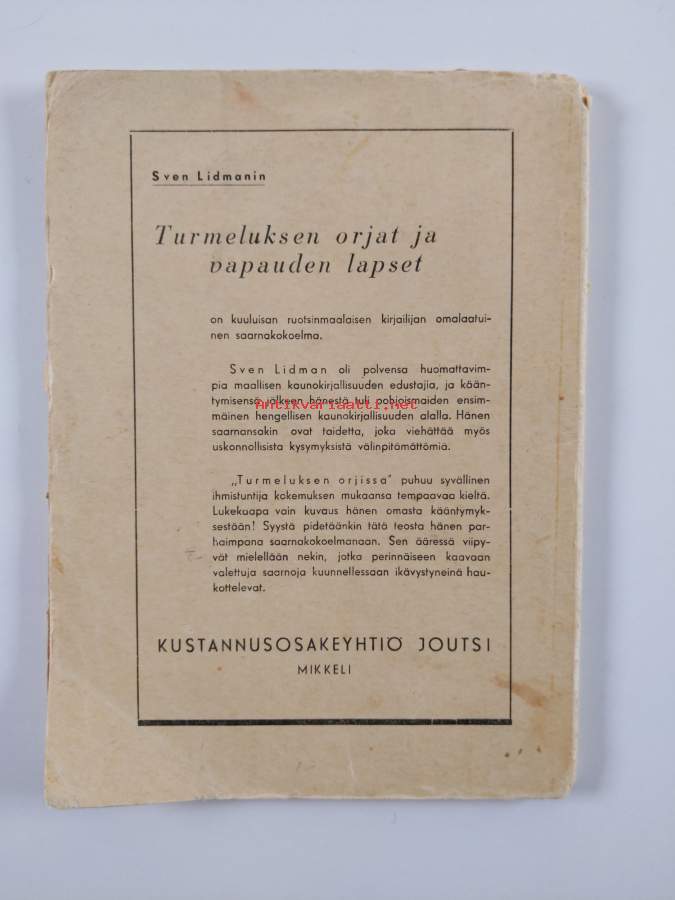 Sven Lidmanin
Turmeluksen orjat ja
vapauden lapset
on kuuluisan ruotsinmaalaisen kirjailijan omalaatui-
nen saarnakokoelma.
Sven Lidman oli polvensa huomattavim-
pia maallisen kaunokirjallisuuden edustajia, ja kään-
tymisensä jälkeen hänestä tuli pohjoismaiden ensim-
mäinen hengellisen kaunokirjallisuuden alalla. Hänen
saarnansakin ovat taidetta, joka viehättää myös
uskonnollisista kysymyksistä välinpitämättömiä.
„Turmeluksen orjissa" puhuu syvällinen
ihmistuntija kokemuksen mukaansa tempaavaa kieltä.
Lukekaapa vain kuvaus hänen omasta kääntymyk-
sestään! Syystä pidetäänkin tätä teosta hänen par-
haimpana saarnakokoelmanaan. Sen ääressä viipy-
vät mielellään nekin, jotka perinnäiseen kaavaan
valettuja saarnoja kuunnellessaan ikävystyneinä hau-
kottelevat.
KUSTANNUSOSAKEYHTIÖ JOUTSI
MIKKELI
Antikvariaatti.net